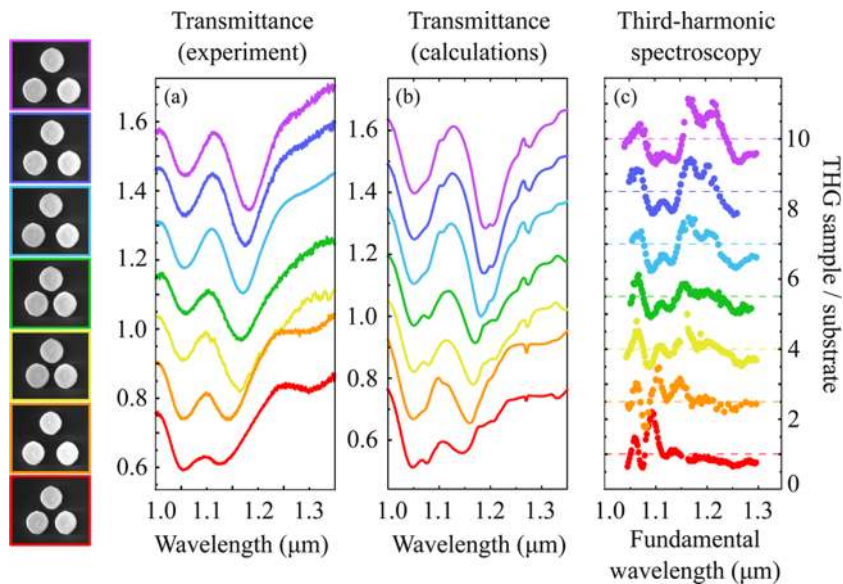 Transmittance
(experiment)
Transmittance
(calculations)
Third-harmonic
spectroscopy
(a)
(b)
(c)
1.6
1.4
1.2
1.0
0.8
0.6
1.6
1.4
1.2
1.0
0.8
0.6
10
8
6
4
2
0
THG sample / substrate
1.0 1.1 1.2 1.3
1.0 1.1 1.2 1.3
1.0 1.1 1.2 1.3
Wavelength (μm)
Wavelength (μm)
Fundamental
wavelength (μm)